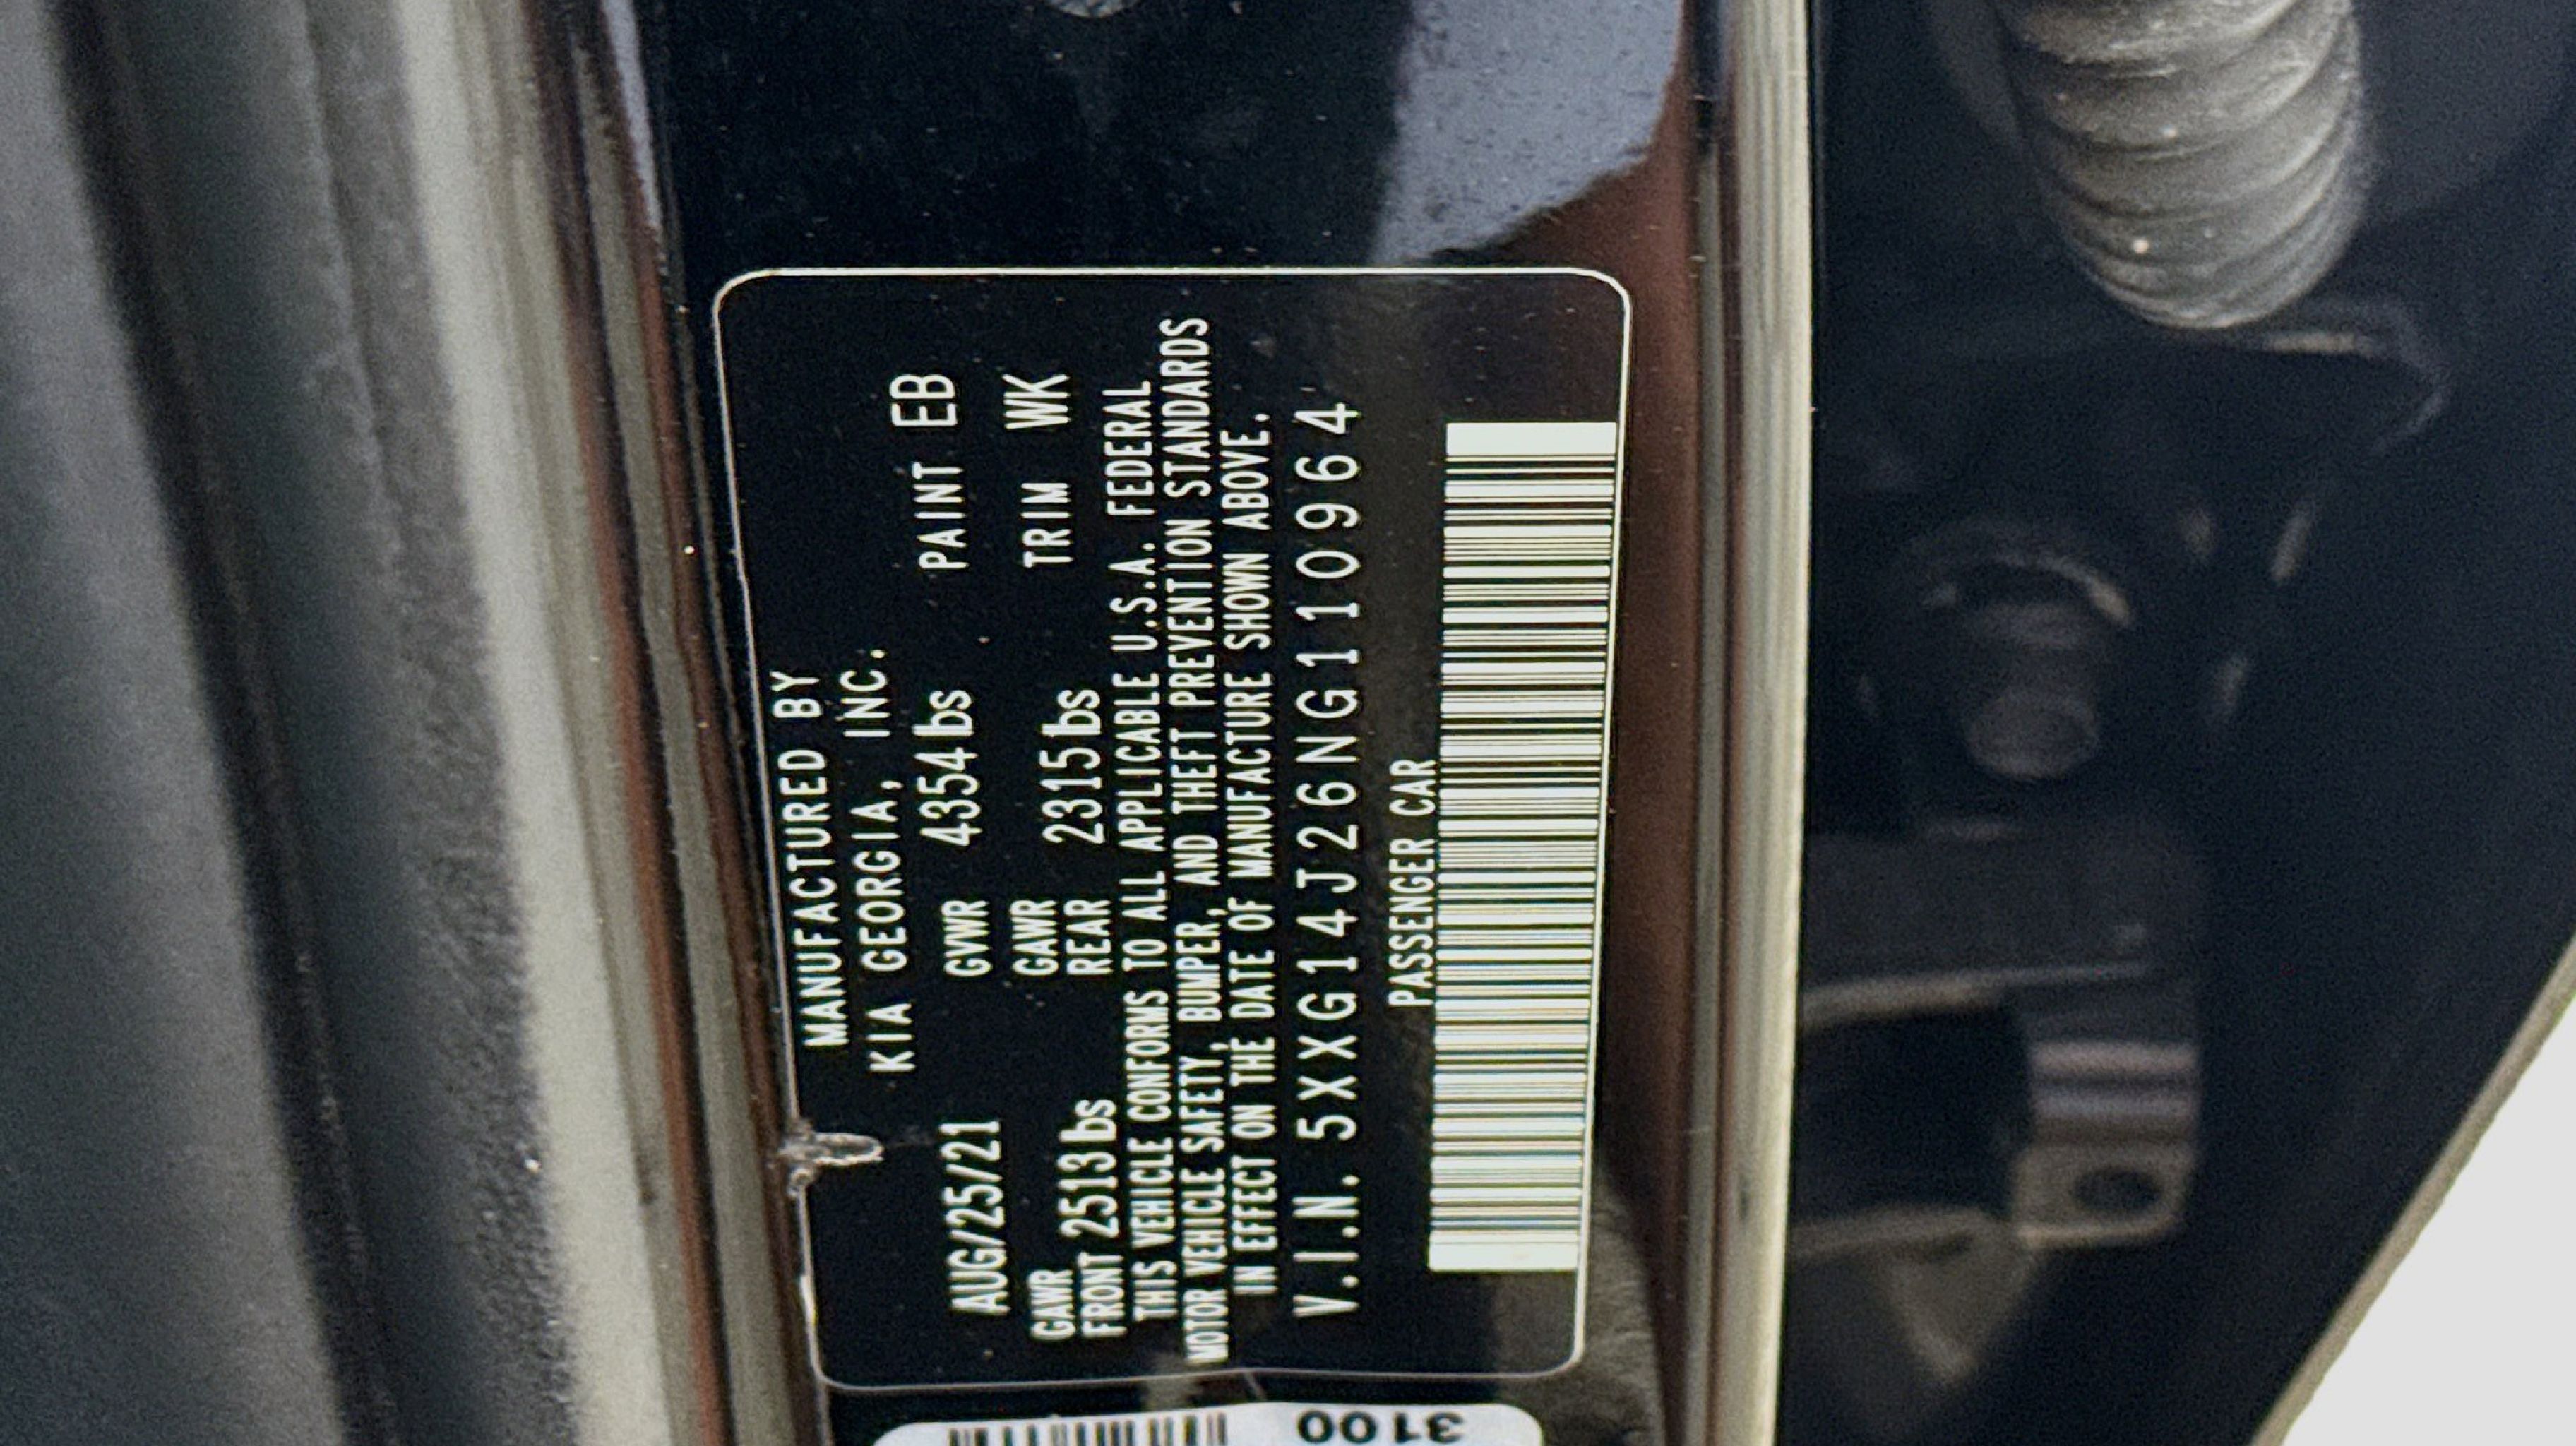 MANUFACTURED BY
KIA GEORGIA, INC.
AUG/25/21 GVWR 4354lbs PAINT EB
GAWR FRONT 2513lbs GAWR REAR 2315lbs TRIM WK
THIS VEHICLE CONFORMS TO ALL APPLICABLE U.S.A. FEDERAL
MOTOR VEHICLE SAFETY, BUMPER, AND THEFT PREVENTION STANDARDS
IN EFFECT ON THE DATE OF MANUFACTURE SHOWN ABOVE.
V.I.N. 5XXG14J26NG110964
PASSENGER CAR
3100